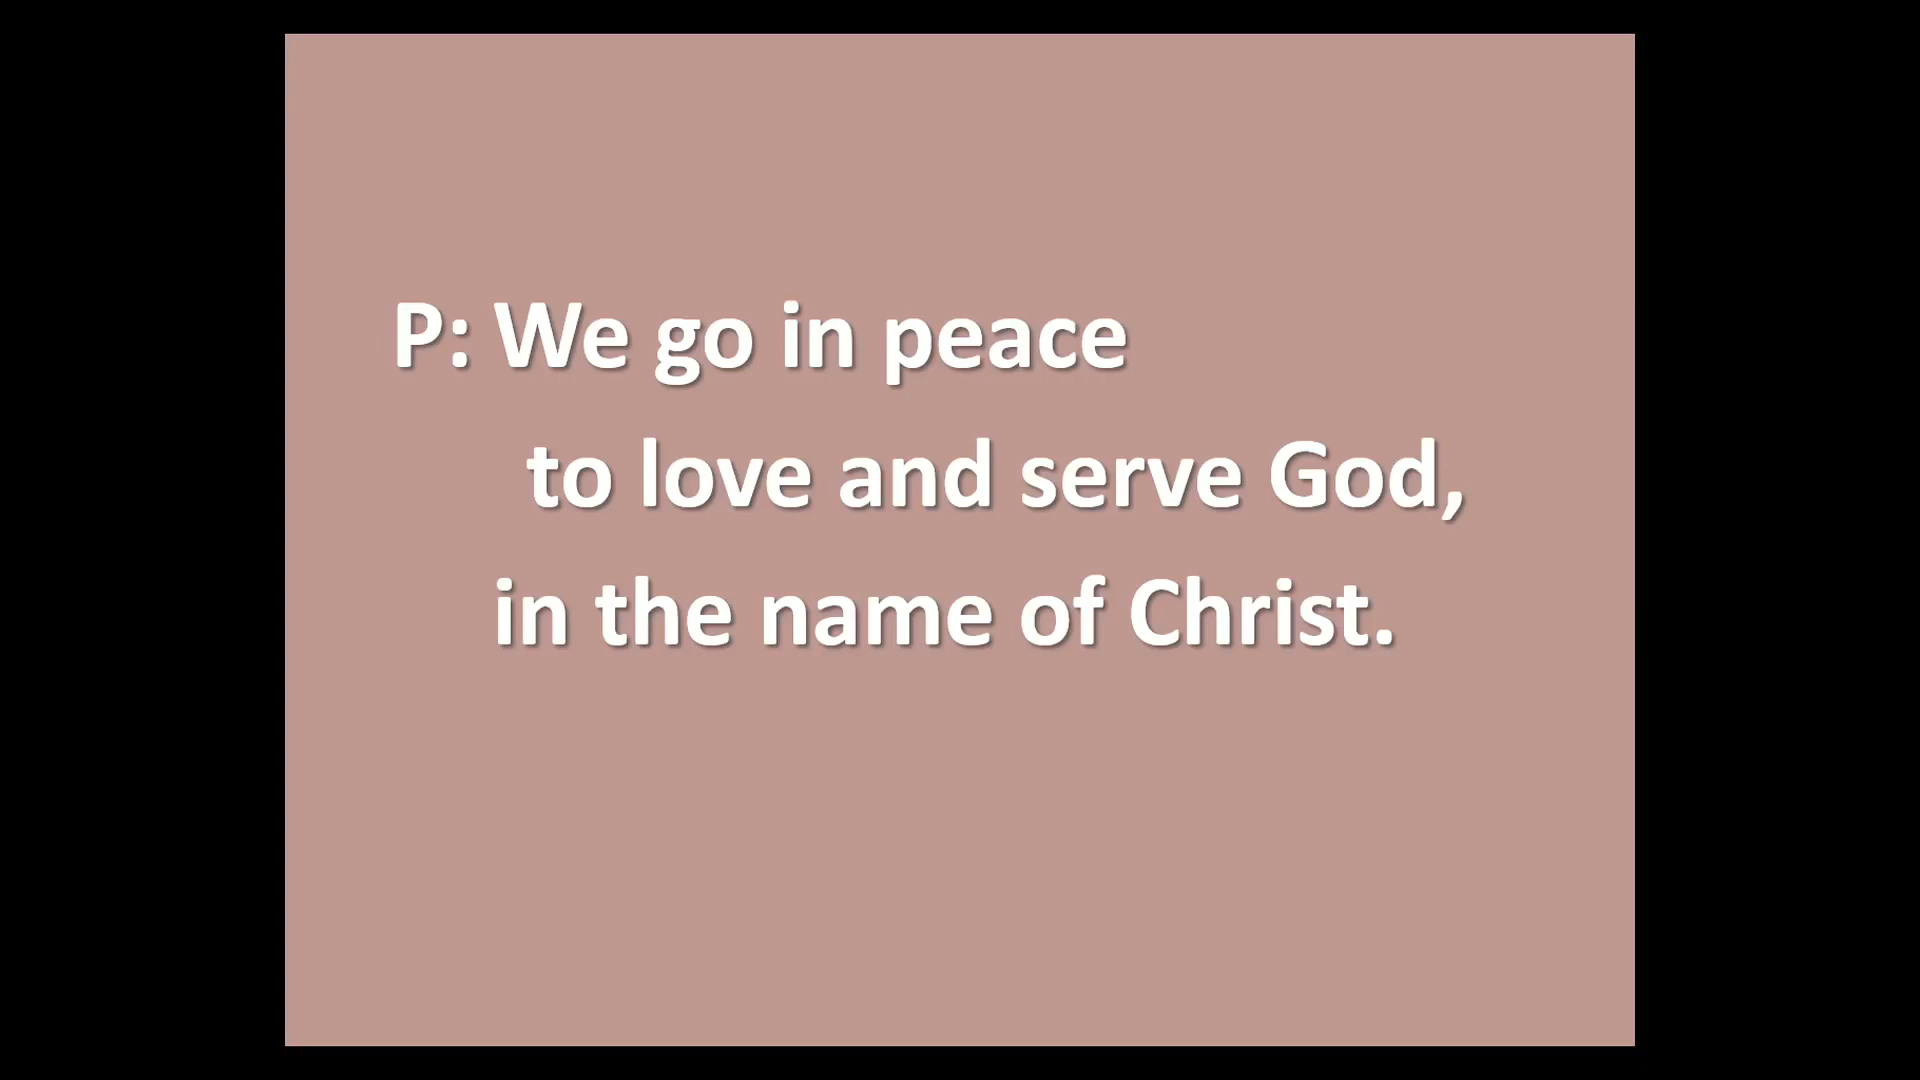 P: We go in peace
to love and serve God,
in the name of Christ.